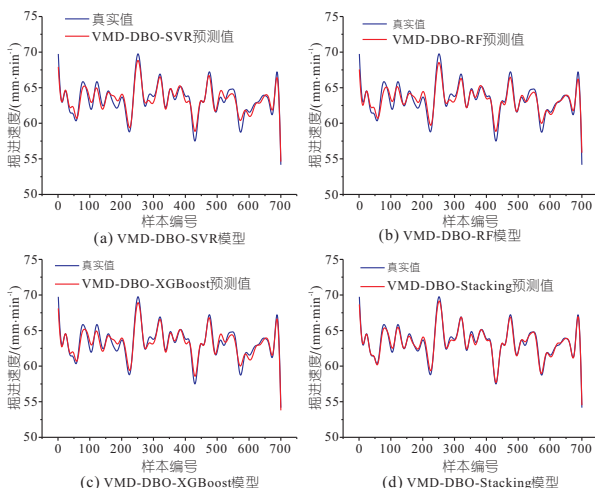 75
真实值
VMD-DBO-SVR预测值
70
65
60
55
50
掘进速度/(mm·min⁻¹)
0 100 200 300 400 500 600 700
样本编号
(a) VMD-DBO-SVR模型
75
真实值
VMD-DBO-RF预测值
70
65
60
55
50
掘进速度/(mm·min⁻¹)
0 100 200 300 400 500 600 700
样本编号
(b) VMD-DBO-RF模型
75
真实值
VMD-DBO-XGBoost预测值
70
65
60
55
50
掘进速度/(mm·min⁻¹)
0 100 200 300 400 500 600 700
样本编号
(c) VMD-DBO-XGBoost模型
75
真实值
VMD-DBO-Stacking预测值
70
65
60
55
50
掘进速度/(mm·min⁻¹)
0 100 200 300 400 500 600 700
样本编号
(d) VMD-DBO-Stacking模型